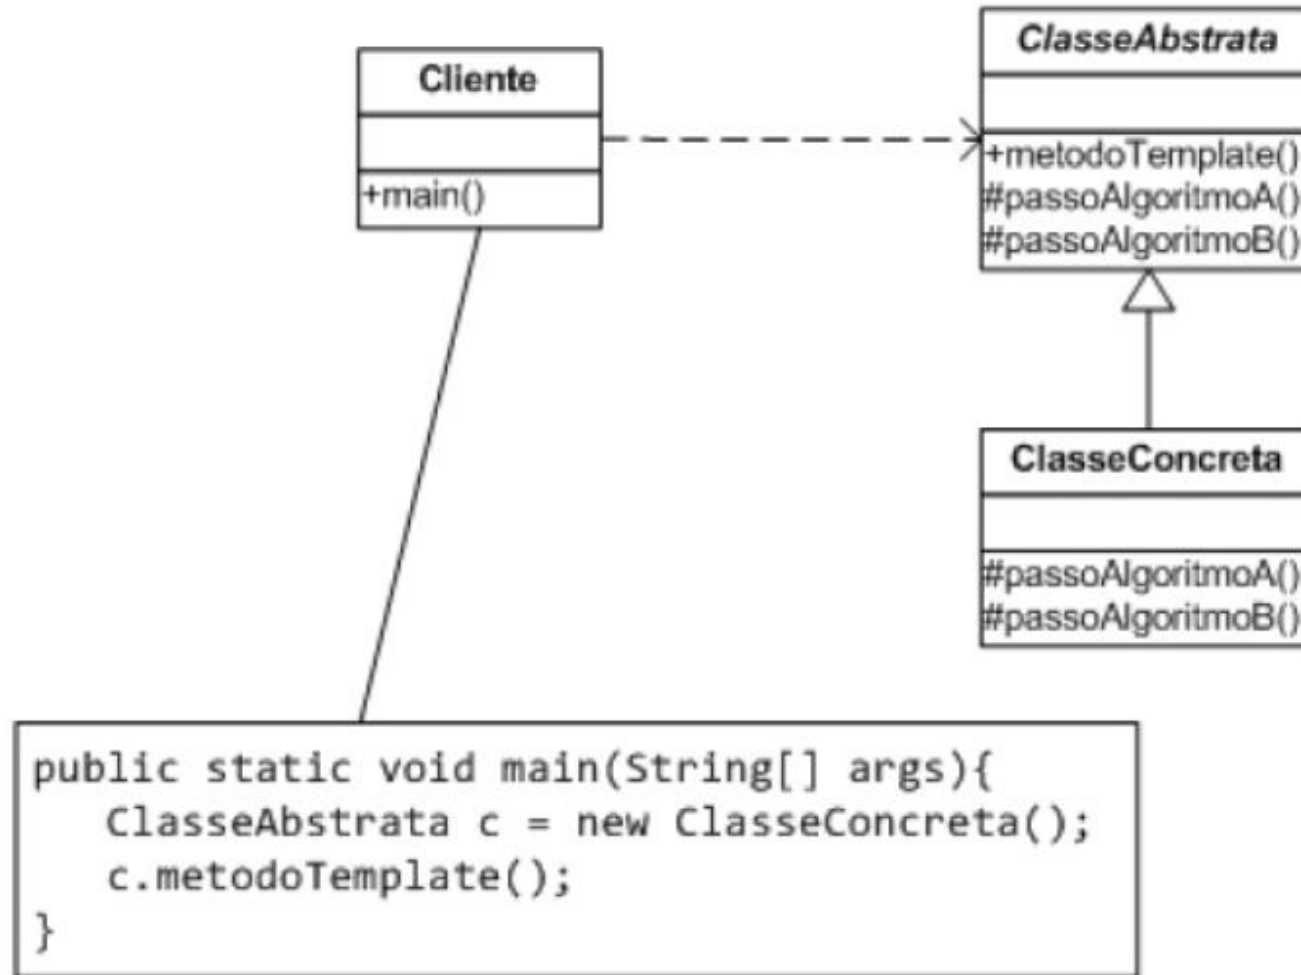 Cliente
+main()
ClasseAbstrata
+metodoTemplate()
#passoAlgoritmoA()
#passoAlgoritmoB()
ClasseConcreta
#passoAlgoritmoA()
#passoAlgoritmoB()
public static void main(String[] args){
ClasseAbstrata c = new ClasseConcreta();
c.metodoTemplate();
}